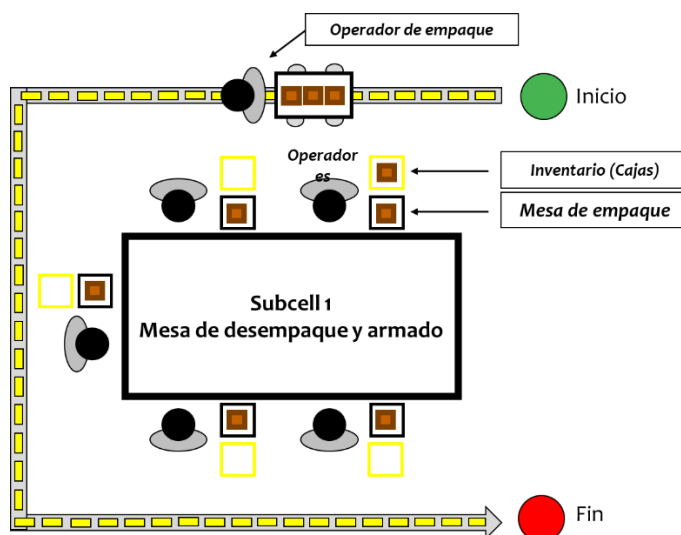 Operador de empaque
Inicio
Operador
es
Inventario (Cajas)
Mesa de empaque
Subcell 1
Mesa de desempaque y armado
Fin